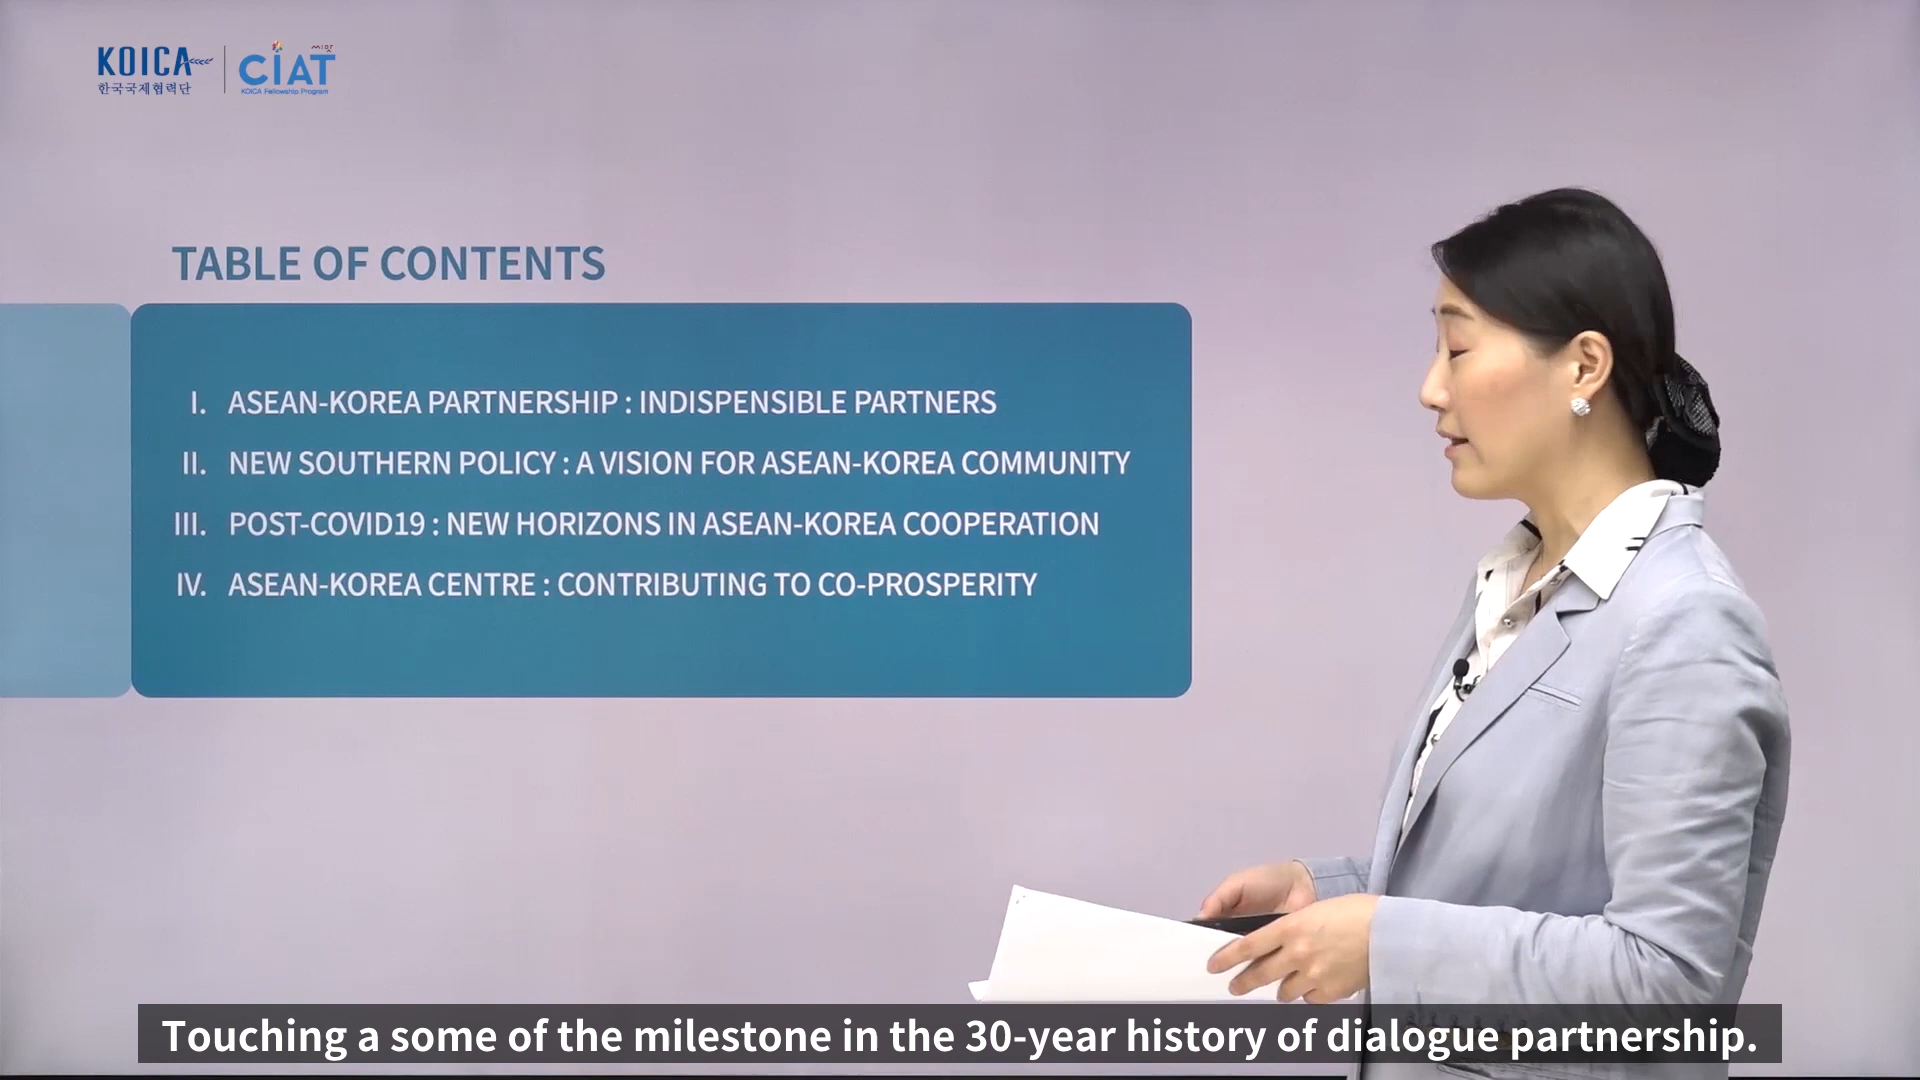 KOICA
한국국제협력단
씨앗
CIAT
KOICA Fellowship Program
TABLE OF CONTENTS
I. ASEAN-KOREA PARTNERSHIP : INDISPENSIBLE PARTNERS
II. NEW SOUTHERN POLICY : A VISION FOR ASEAN-KOREA COMMUNITY
III. POST-COVID19 : NEW HORIZONS IN ASEAN-KOREA COOPERATION
IV. ASEAN-KOREA CENTRE : CONTRIBUTING TO CO-PROSPERITY
Touching a some of the milestone in the 30-year history of dialogue partnership.